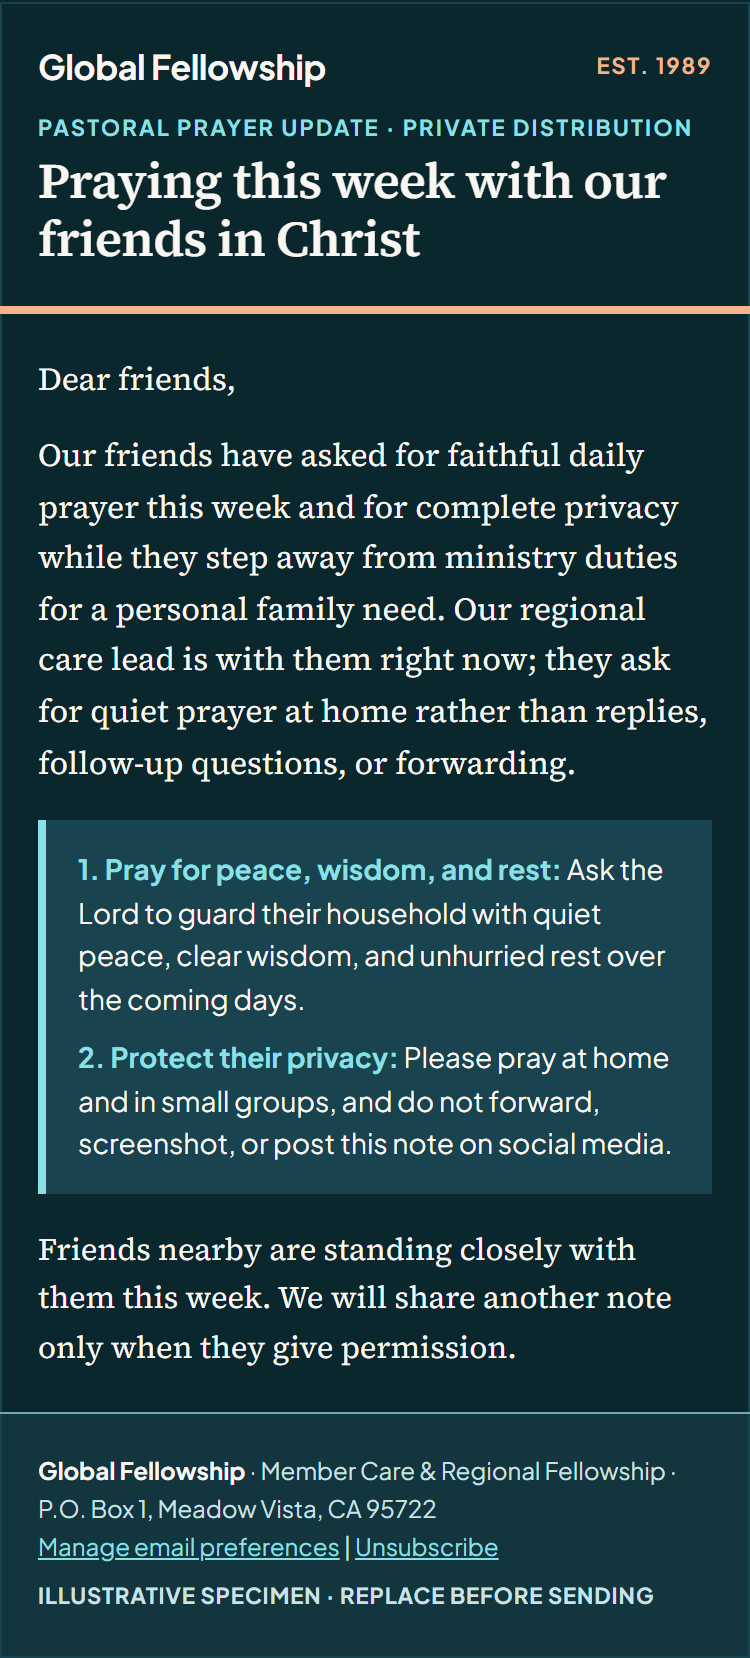 Global Fellowship
EST. 1989
PASTORAL PRAYER UPDATE · PRIVATE DISTRIBUTION
Praying this week with our
friends in Christ
Dear friends,
Our friends have asked for faithful daily
prayer this week and for complete privacy
while they step away from ministry duties
for a personal family need. Our regional
care lead is with them right now; they ask
for quiet prayer at home rather than replies,
follow-up questions, or forwarding.
1. Pray for peace, wisdom, and rest: Ask the
Lord to guard their household with quiet
peace, clear wisdom, and unhurried rest over
the coming days.
2. Protect their privacy: Please pray at home
and in small groups, and do not forward,
screenshot, or post this note on social media.
Friends nearby are standing closely with
them this week. We will share another note
only when they give permission.
Global Fellowship · Member Care & Regional Fellowship ·
P.O. Box 1, Meadow Vista, CA 95722
Manage email preferences | Unsubscribe
ILLUSTRATIVE SPECIMEN · REPLACE BEFORE SENDING